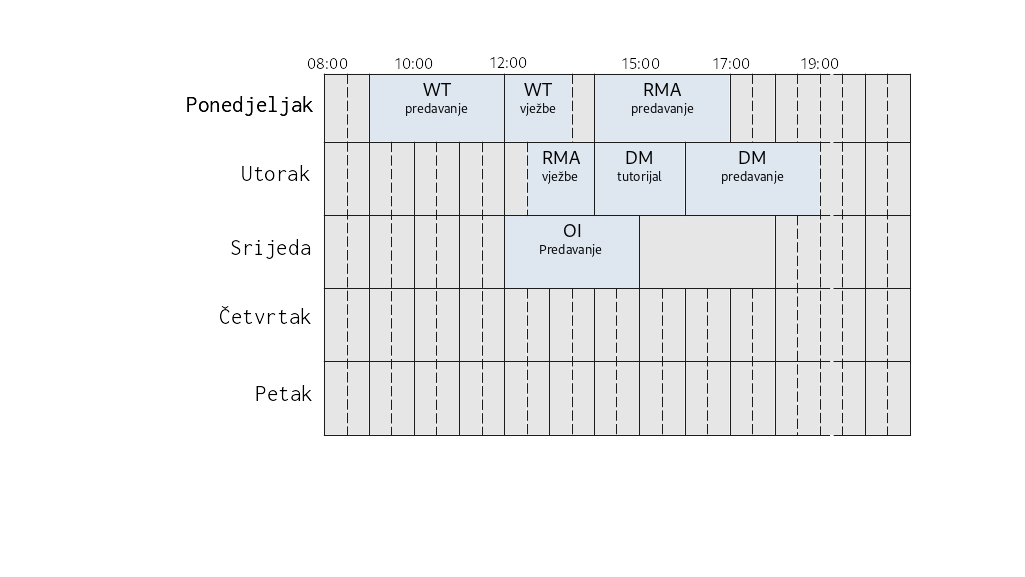 08:00 10:00 12:00 15:00 17:00 19:00
Ponedjeljak
WT
predavanje
WT
vježbe
RMA
predavanje
Utorak
RMA
vježbe
DM
tutorijal
DM
predavanje
Srijeda
OI
Predavanje
Četvrtak
Petak